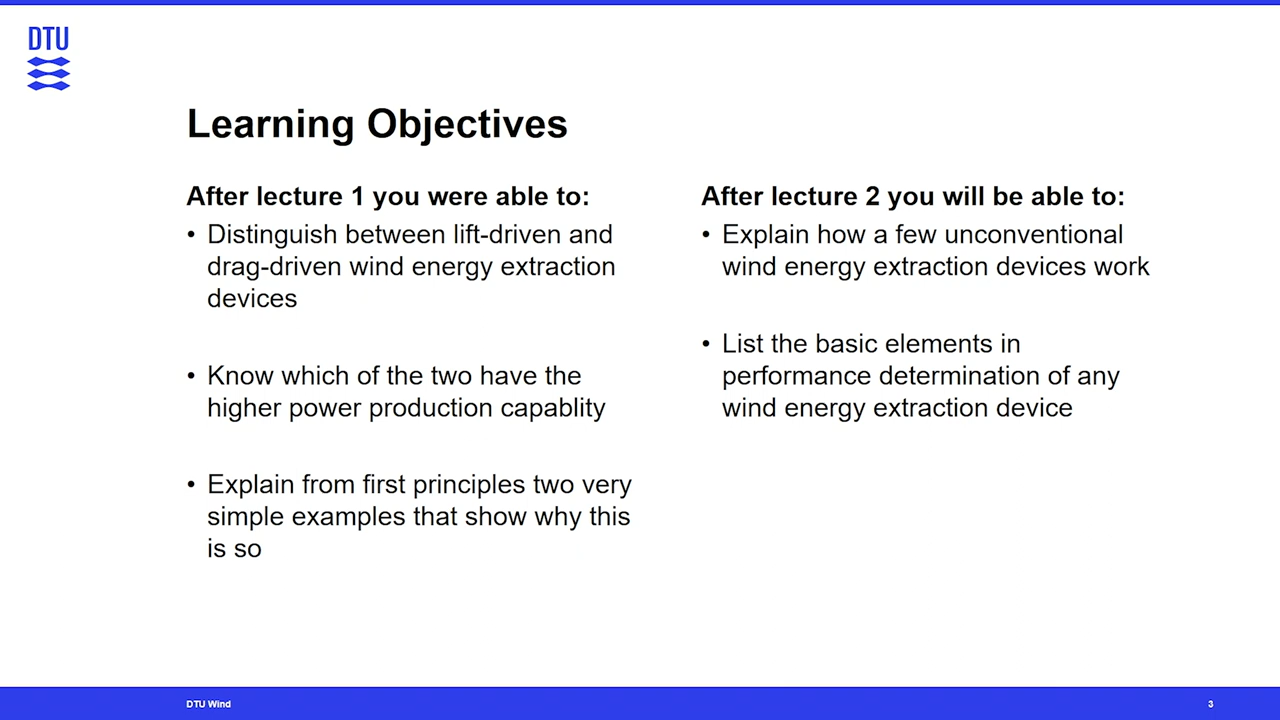 DTU
Learning Objectives
After lecture 1 you were able to:
• Distinguish between lift-driven and
drag-driven wind energy extraction
devices
• Know which of the two have the
higher power production capablity
• Explain from first principles two very
simple examples that show why this
is so
After lecture 2 you will be able to:
• Explain how a few unconventional
wind energy extraction devices work
• List the basic elements in
performance determination of any
wind energy extraction device
DTU Wind
3